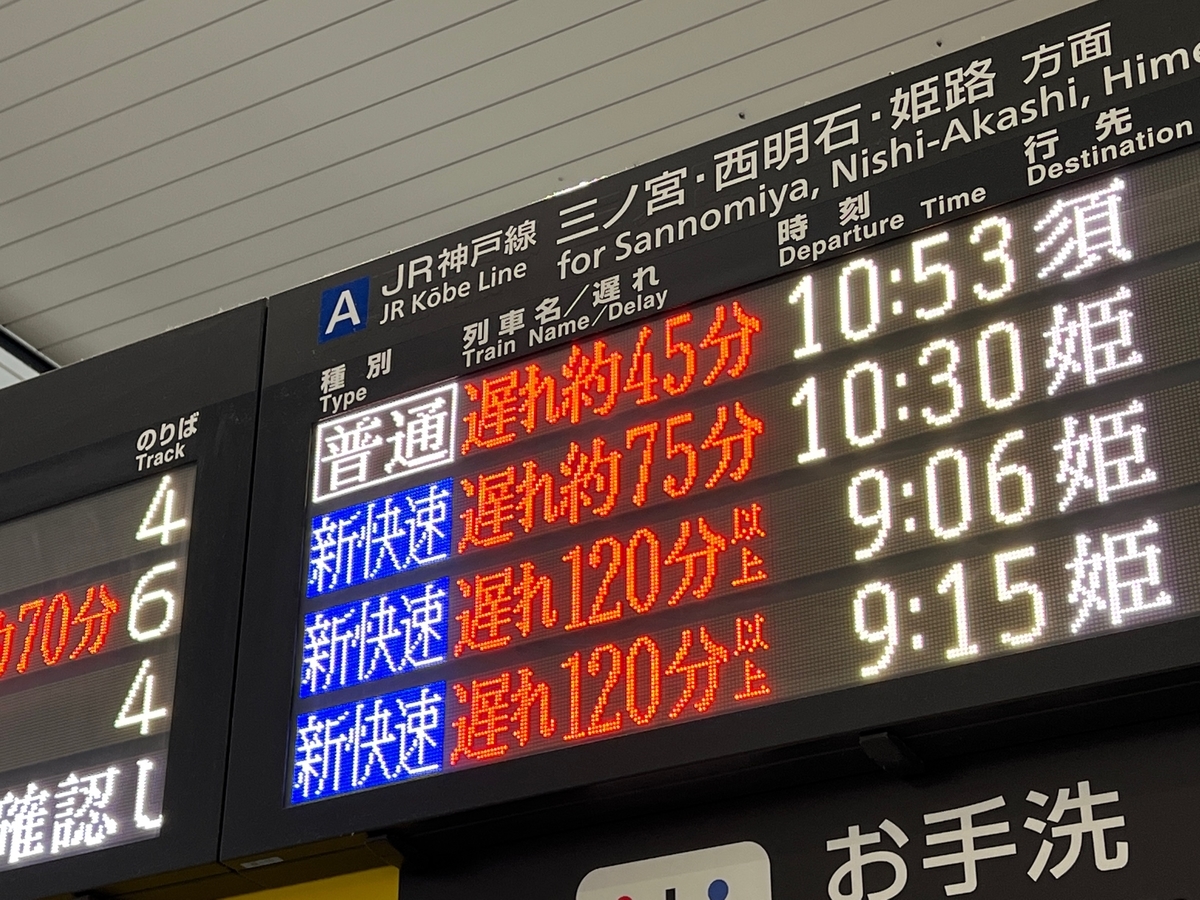 のりば
Track
4
70分 6
4
確認し
A JR神戸線 三ノ宮・西明石・姫路 方面
JR Kōbe Line for Sannomiya, Nishi-Akashi, Hime
種別 列車名/遅れ 時刻 行先
Type Train Name/Delay Departure Time Destination
普通 遅れ約45分 10:53 須
新快速 遅れ約75分 10:30 姫
新快速 遅れ120分以上 9:06 姫
新快速 遅れ120分以上 9:15 姫
お手洗